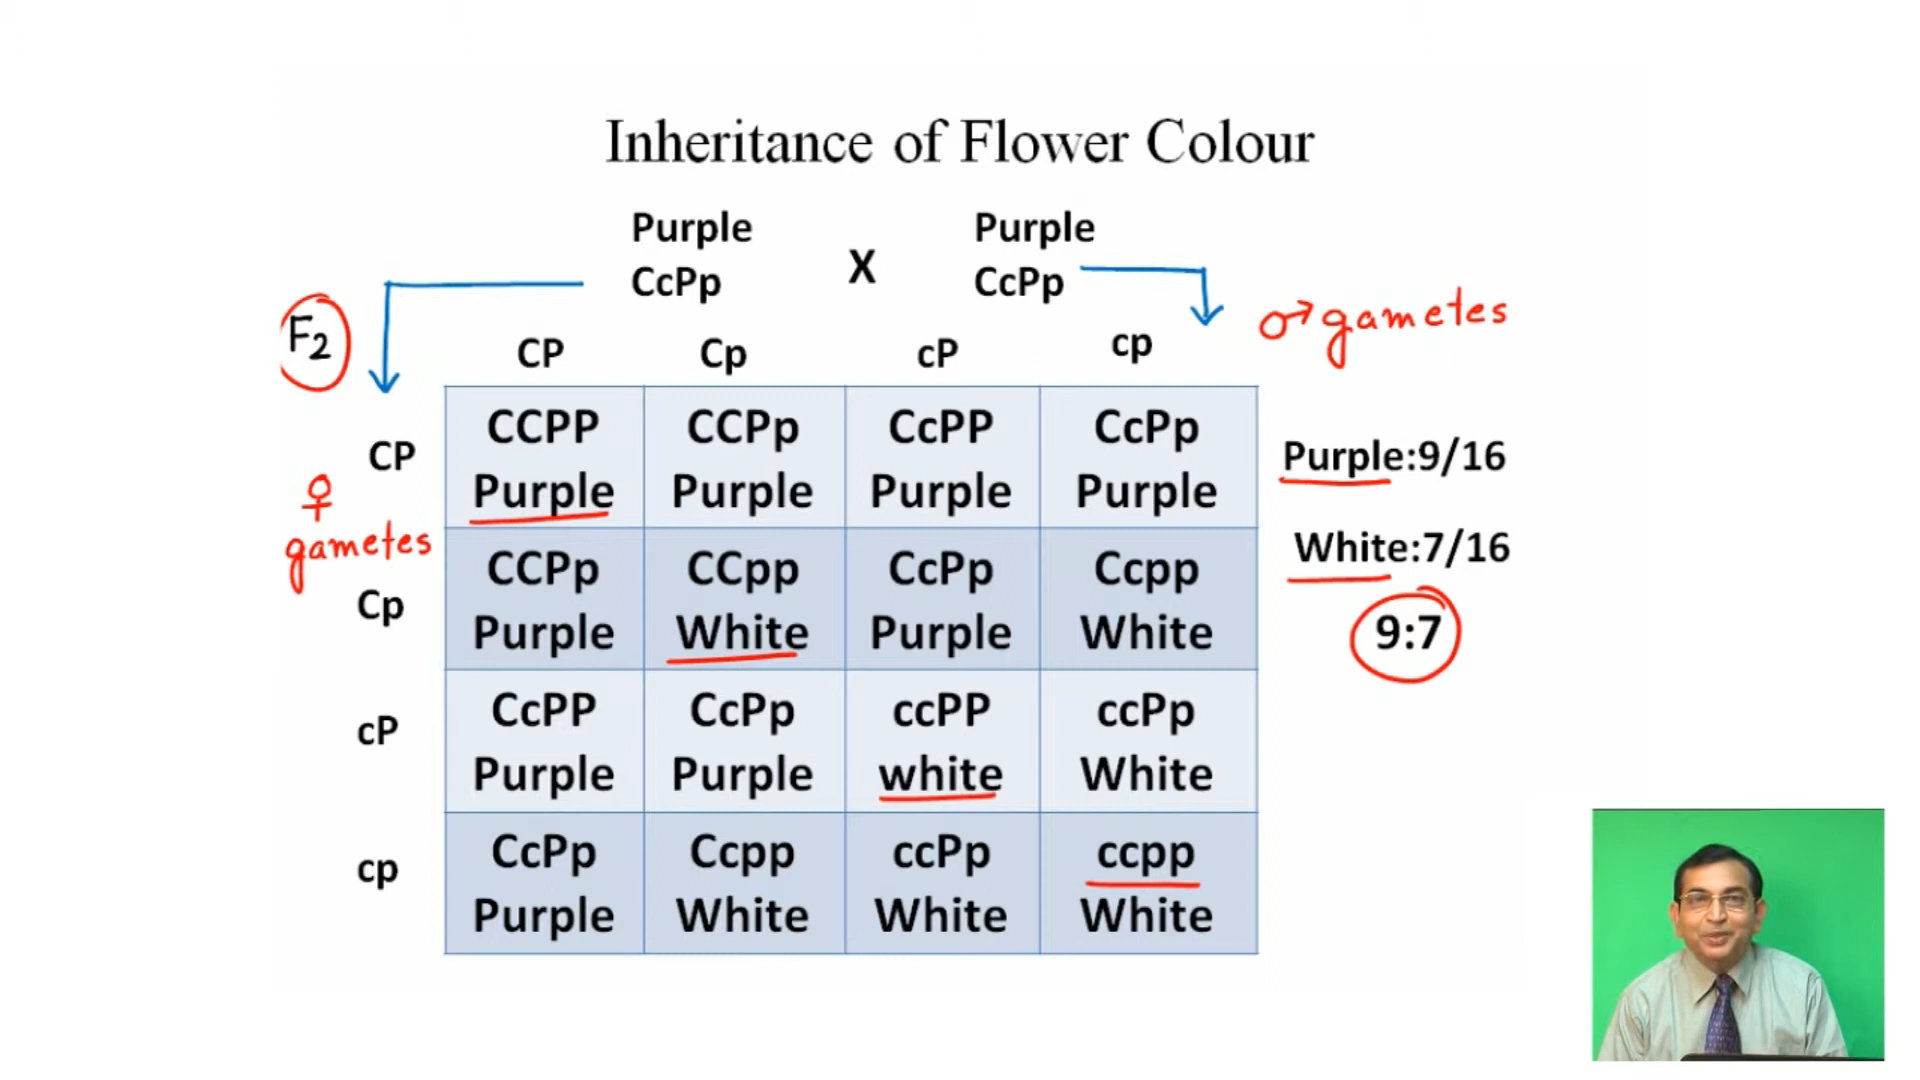 Inheritance of Flower Colour
Purple
CcPp
X
Purple
CcPp
F2
♂ gametes
CP Cp cP cp
CP
♀
gametes
Cp
cP
cp
CCPP CCPp CcPP CcPp
Purple Purple Purple Purple
CCPp CCpp CcPp Ccpp
Purple White Purple White
CcPP CcPp ccPP ccPp
Purple Purple white White
CcPp Ccpp ccPp ccpp
Purple White White White
Purple:9/16
White:7/16
9:7